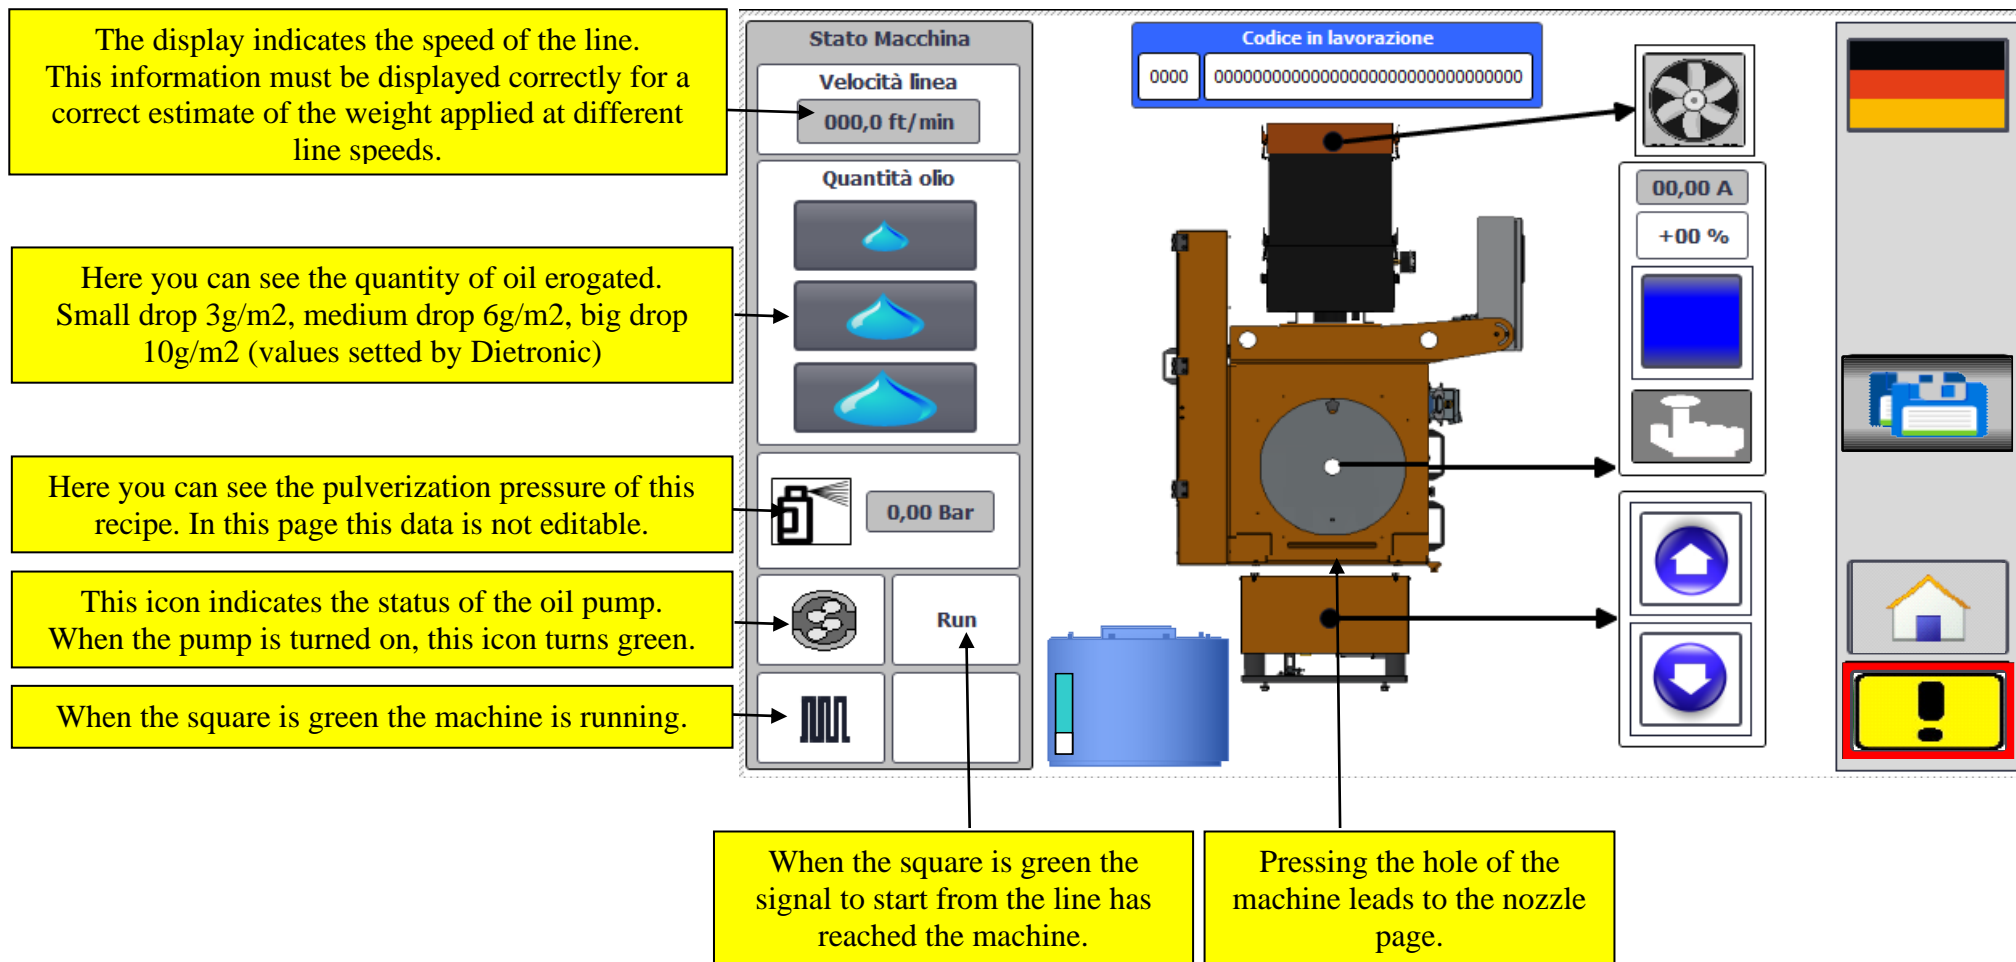 The display indicates the speed of the line.
This information must be displayed correctly for a
correct estimate of the weight applied at different
line speeds.
Here you can see the quantity of oil erogated.
Small drop 3g/m2, medium drop 6g/m2, big drop
10g/m2 (values setted by Dietronic)
Here you can see the pulverization pressure of this
recipe. In this page this data is not editable.
This icon indicates the status of the oil pump.
When the pump is turned on, this icon turns green.
When the square is green the machine is running.
Stato Macchina
Velocità linea
000,0 ft/min
Quantità olio
0,00 Bar
Run
Codice in lavorazione
0000 00000000000000000000000000000000
00,00 A
+00 %
When the square is green the
signal to start from the line has
reached the machine.
Pressing the hole of the
machine leads to the nozzle
page.